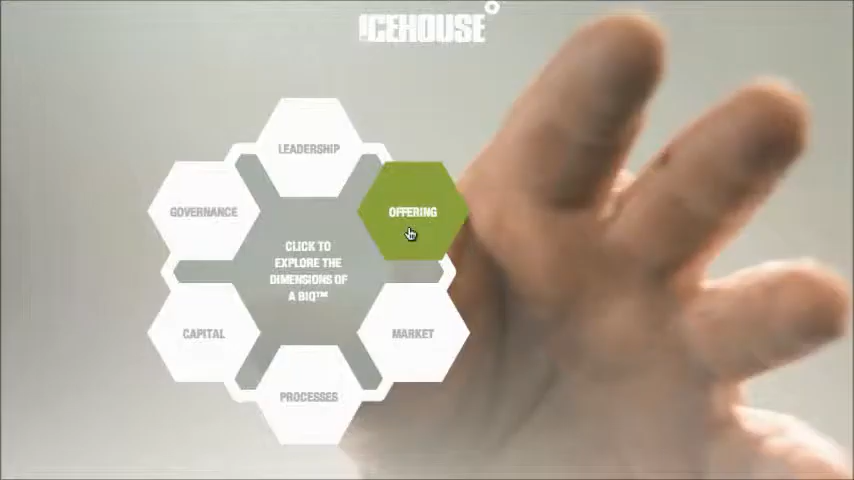 ICEHOUSE
LEADERSHIP
GOVERNANCE
OFFERING
CLICK TO
EXPLORE THE
DIMENSIONS OF
A BIQ™
CAPITAL
MARKET
PROCESSES